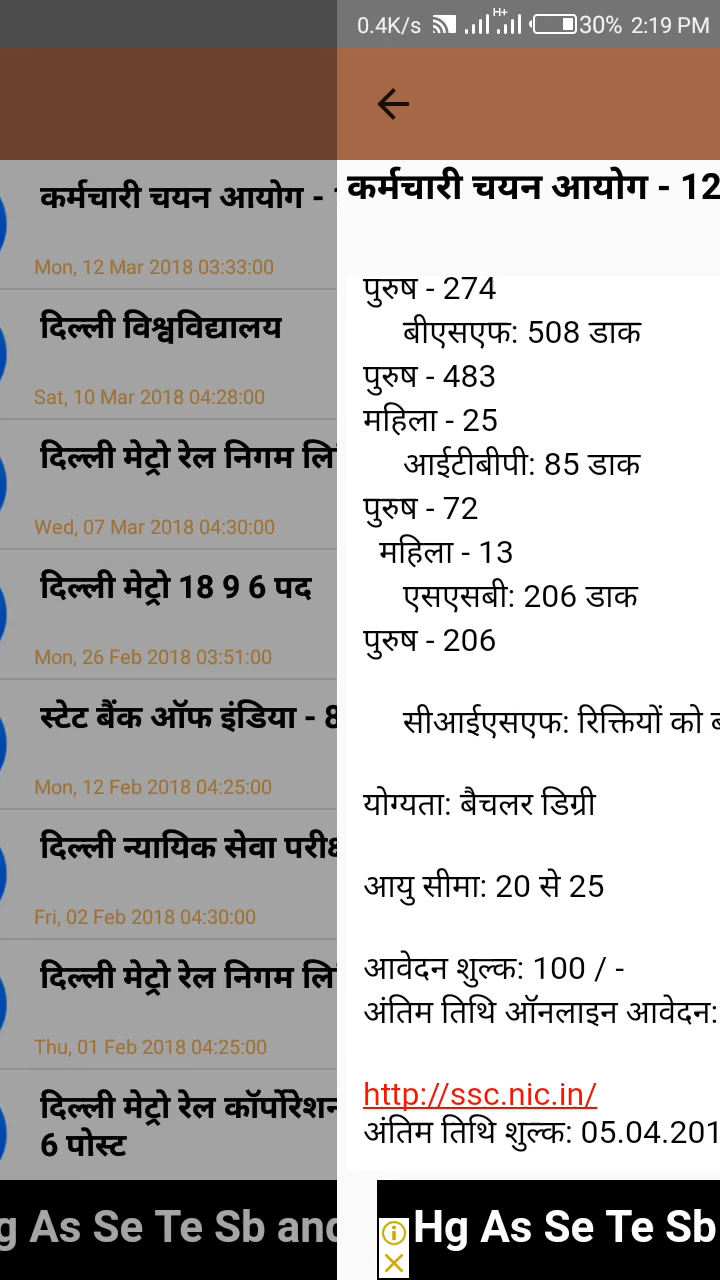 0.4K/s H+ 30% 2:19 PM
कर्मचारी चयन आयोग -
Mon, 12 Mar 2018 03:33:00
दिल्ली विश्वविद्यालय
Sat, 10 Mar 2018 04:28:00
दिल्ली मेट्रो रेल निगम
Wed, 07 Mar 2018 04:30:00
दिल्ली मेट्रो 18 9 6 पद
Mon, 26 Feb 2018 03:51:00
स्टेट बैंक ऑफ इंडिया - 8
Mon, 12 Feb 2018 04:25:00
दिल्ली न्यायिक सेवा
Fri, 02 Feb 2018 04:30:00
दिल्ली मेट्रो रेल निगम
Thu, 01 Feb 2018 04:25:00
दिल्ली मेट्रो रेल कॉर्पोरेशन
6 पोस्ट
g As Se Te Sb and
कर्मचारी चयन आयोग - 12
पुरुष - 274
बीएसएफ: 508 डाक
पुरुष - 483
महिला - 25
आईटीबीपी: 85 डाक
पुरुष - 72
महिला - 13
एसएसबी: 206 डाक
पुरुष - 206
सीआईएसएफ: रिक्तियों को
योग्यता: बैचलर डिग्री
आयु सीमा: 20 से 25
आवेदन शुल्क: 100 / -
अंतिम तिथि ऑनलाइन आवेदन:
http://ssc.nic.in/
अंतिम तिथि शुल्क: 05.04.201
Hg As Se Te Sb